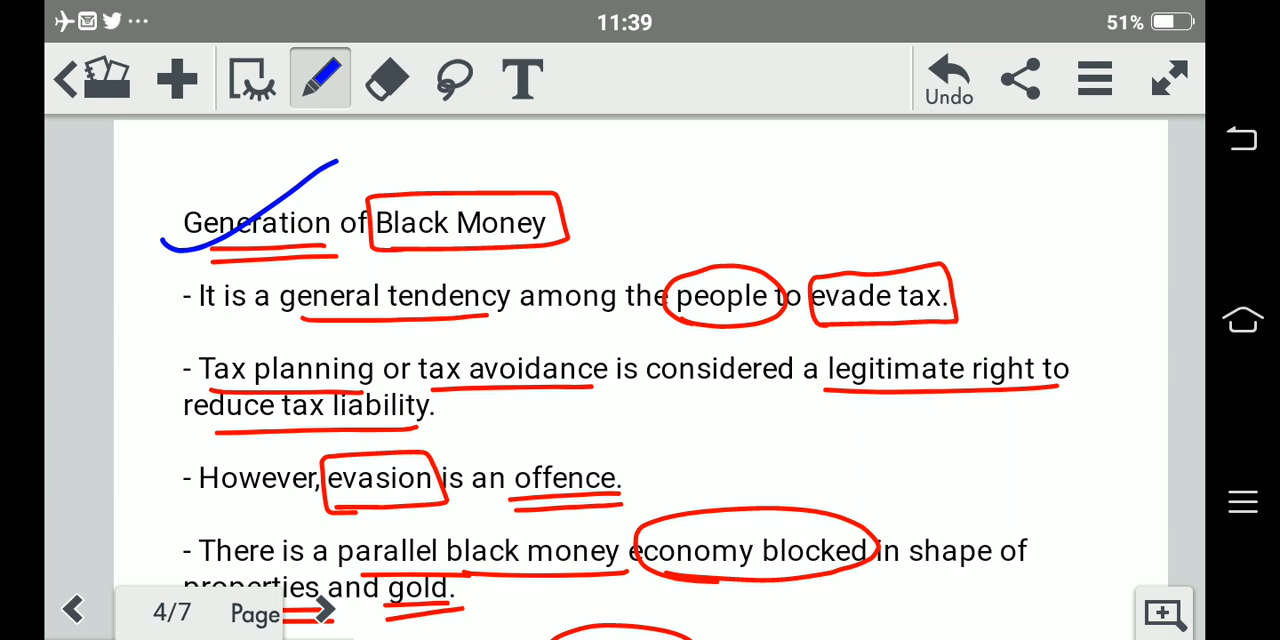 11:39
51%
Undo
Generation of Black Money
- It is a general tendency among the people to evade tax.
- Tax planning or tax avoidance is considered a legitimate right to
reduce tax liability.
- However, evasion is an offence.
- There is a parallel black money economy blocked in shape of
properties and gold.
4/7 Page